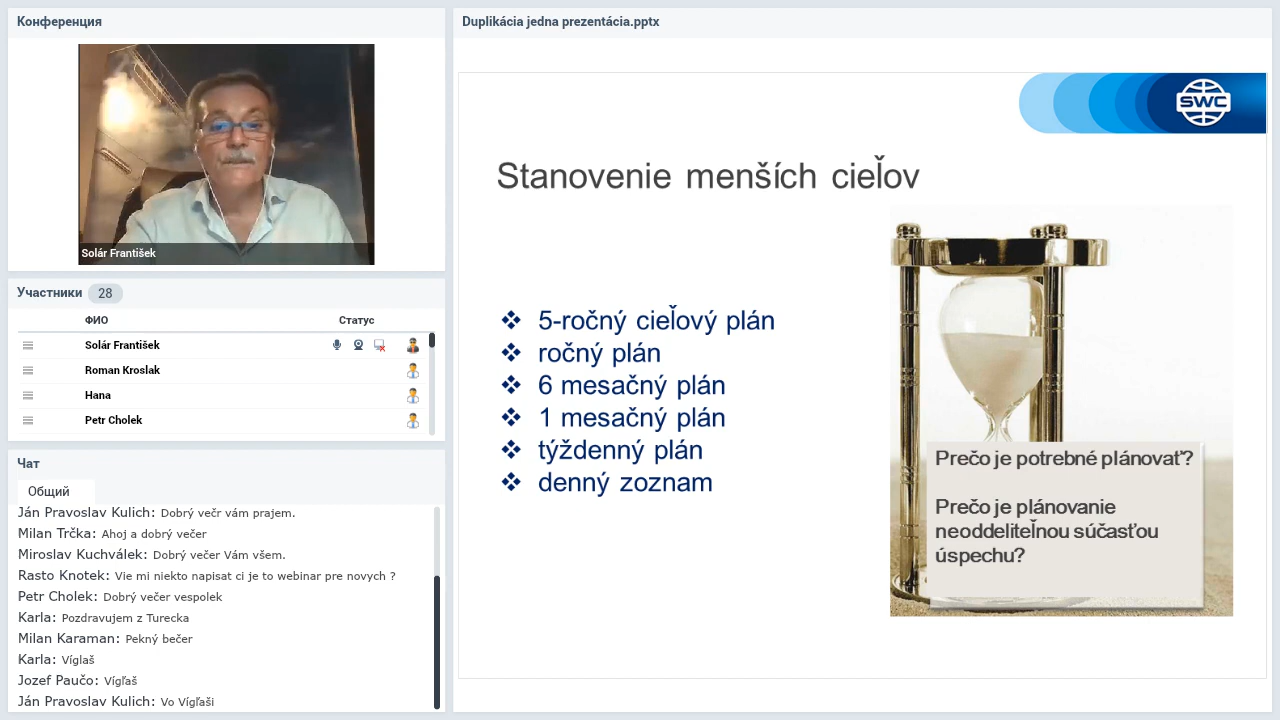 Конференция
Solár František
Участники 28
ФИО Статус
Solár František
Roman Kroslak
Hana
Petr Cholek
Чат
Общий
Ján Pravoslav Kulich: Dobrý večr vám prajem.
Milan Trčka: Ahoj a dobrý večer
Miroslav Kuchválek: Dobrý večer Vám všem.
Rasto Knotek: Vie mi niekto napisat ci je to webinar pre novych ?
Petr Cholek: Dobrý večer vespolek
Karla: Pozdravujem z Turecka
Milan Karaman: Pekný bečer
Karla: Víglaš
Jozef Paučo: Vígľaš
Ján Pravoslav Kulich: Vo Vígľaši
Duplikácia jedna prezentácia.pptx
SWC
Stanovenie menších cieľov
❖ 5-ročný cieľový plán
❖ ročný plán
❖ 6 mesačný plán
❖ 1 mesačný plán
❖ týždenný plán
❖ denný zoznam
Prečo je potrebné plánovať?
Prečo je plánovanie
neoddeliteľnou súčasťou
úspechu?